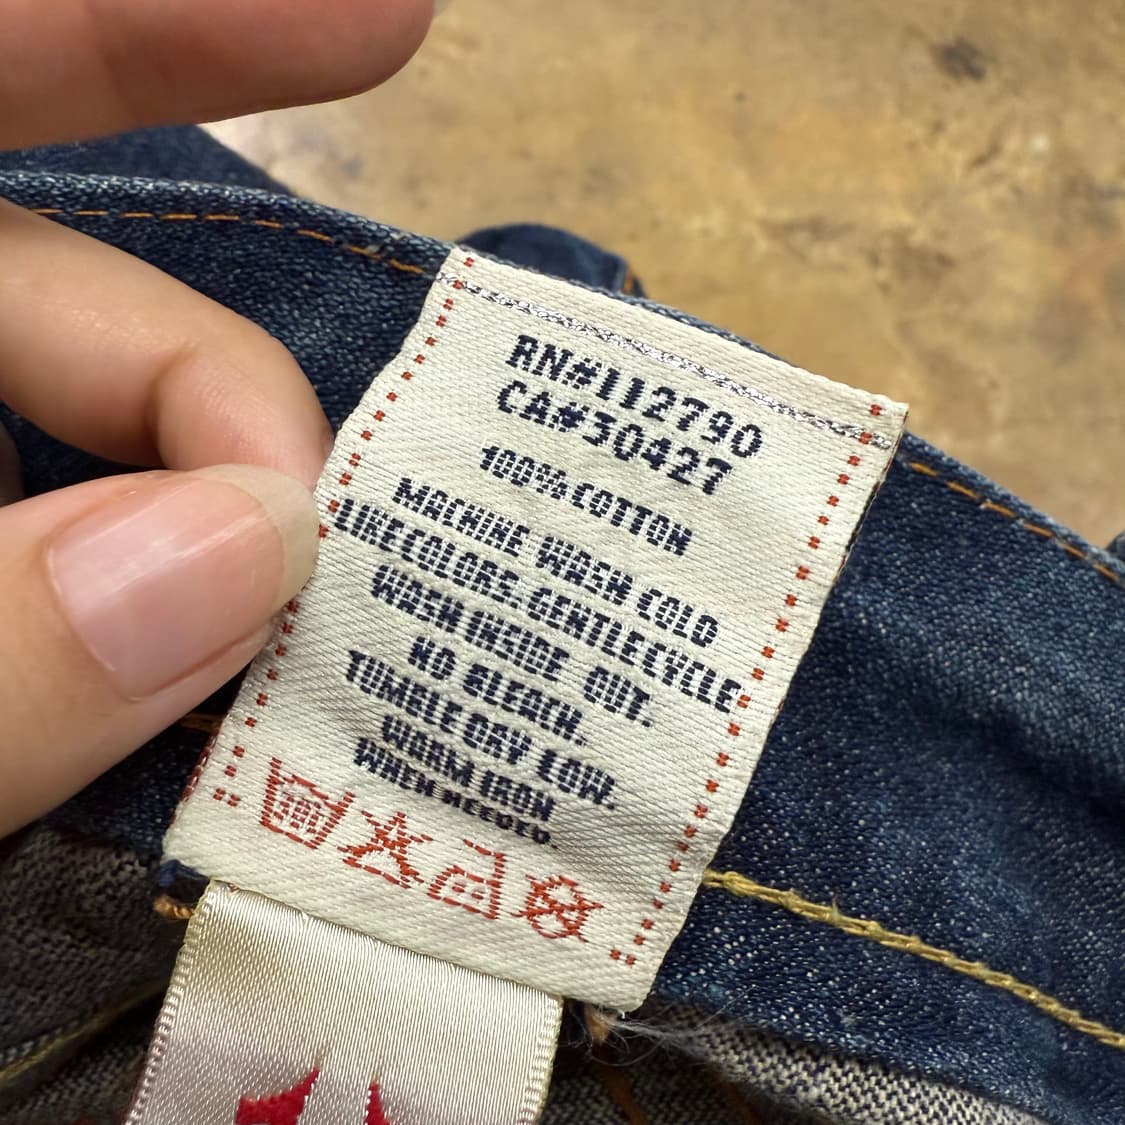 RN#112790
CA#30427
100% COTTON
MACHINE WASH COLD
LIKE COLORS. GENTLE CYCLE
WASH INSIDE OUT.
NO BLEACH.
TUMBLE DRY LOW.
WARM IRON
WHEN NEEDED.